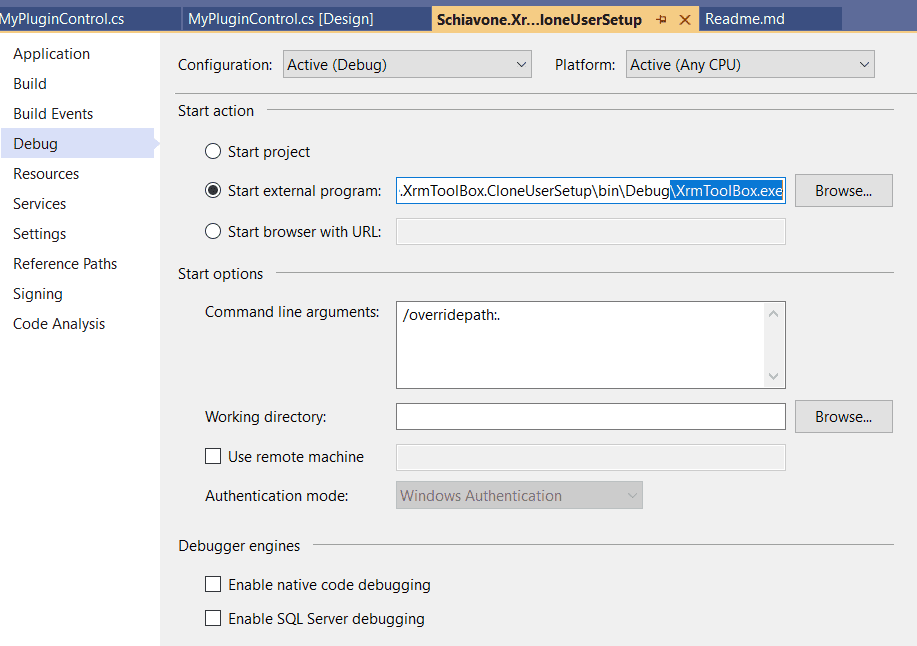 MyPluginControl.cs
MyPluginControl.cs [Design]
Schiavone.Xr...loneUserSetup
Readme.md
Application
Build
Build Events
Debug
Resources
Services
Settings
Reference Paths
Signing
Code Analysis
Configuration: Active (Debug) Platform: Active (Any CPU)
Start action
Start project
Start external program: .XrmToolBox.CloneUserSetup\bin\Debug\XrmToolBox.exe Browse...
Start browser with URL:
Start options
Command line arguments: /overridepath:.
Working directory: Browse...
Use remote machine
Authentication mode: Windows Authentication
Debugger engines
Enable native code debugging
Enable SQL Server debugging